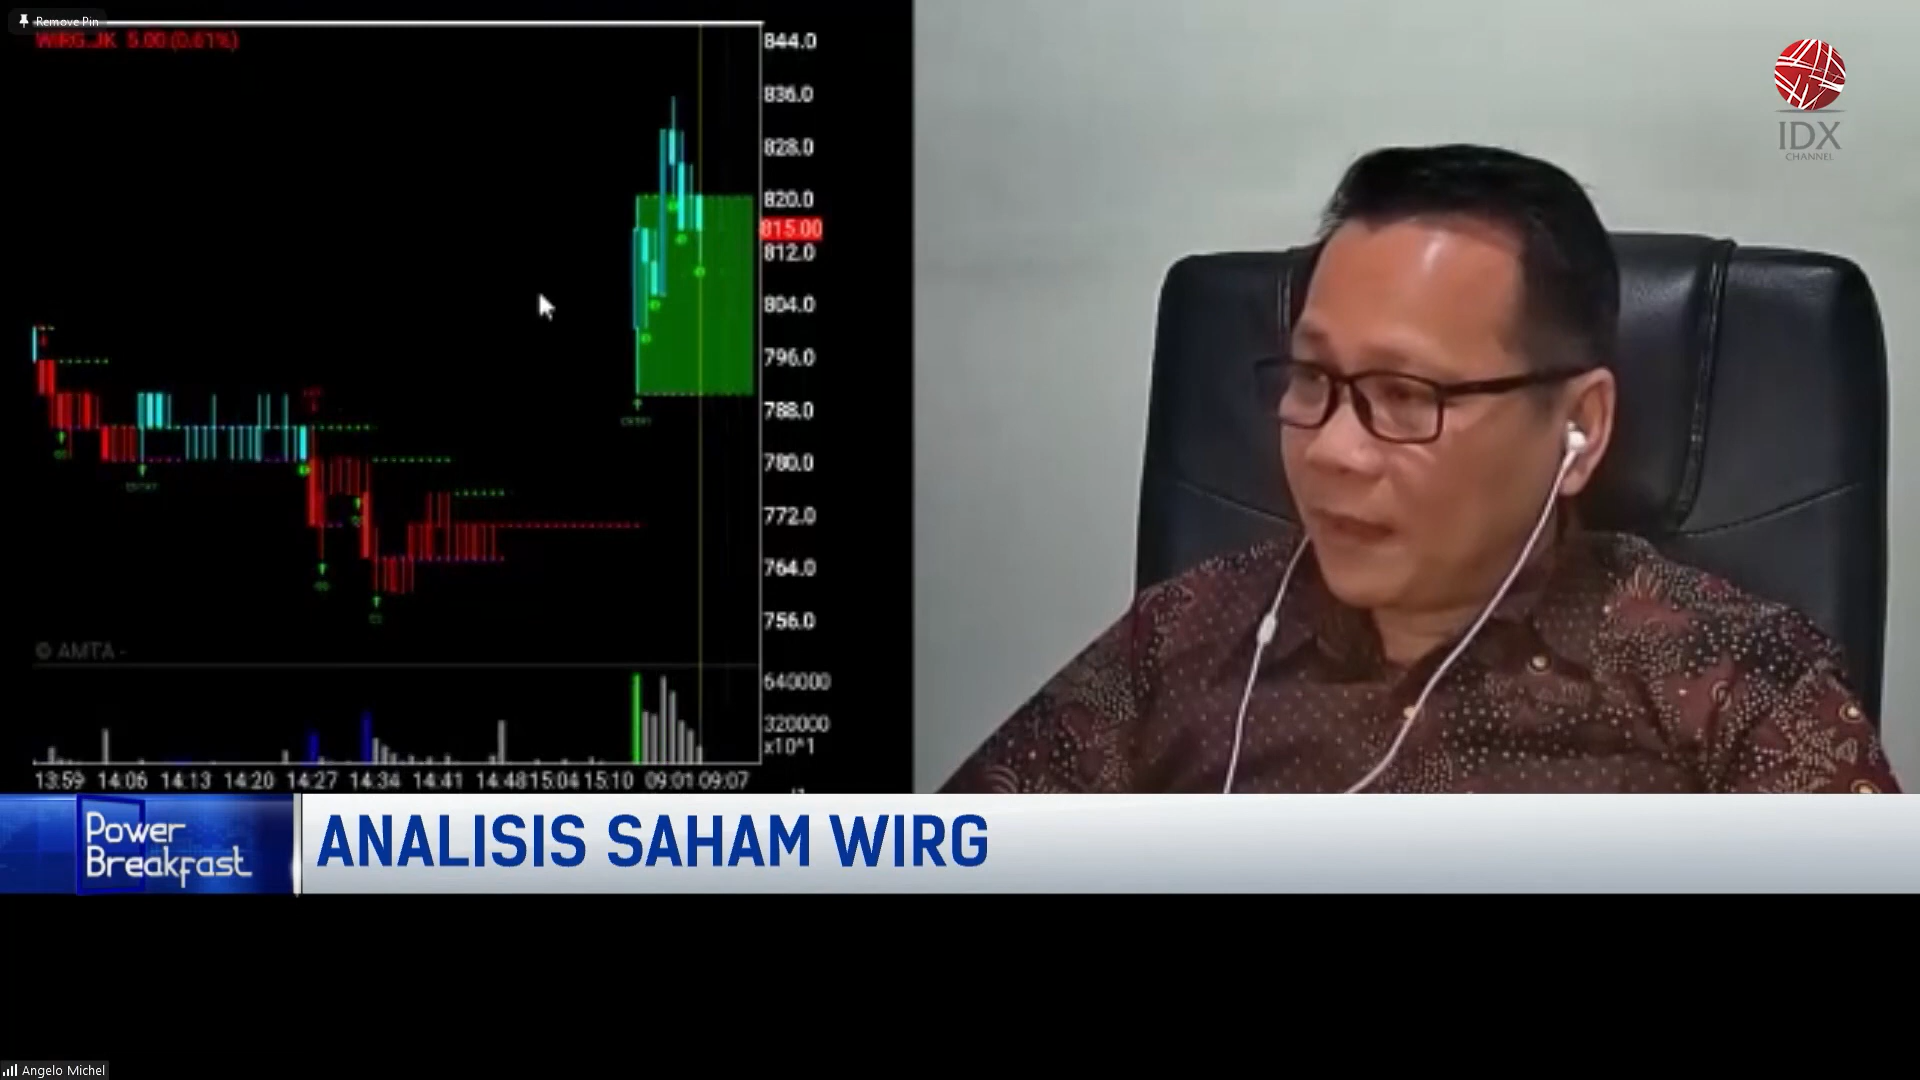 Remove Pin
WIRG.JK 5.00 (0.61%)
844.0
836.0
828.0
820.0
815.00
812.0
804.0
796.0
788.0
780.0
772.0
764.0
756.0
© AMTA -
640000
320000
x10^1
13:59 14:06 14:13 14:20 14:27 14:34 14:41 14:48 15:04 15:10 09:01 09:07
IDX
CHANNEL
Power
Breakfast
ANALISIS SAHAM WIRG
Angelo Michel